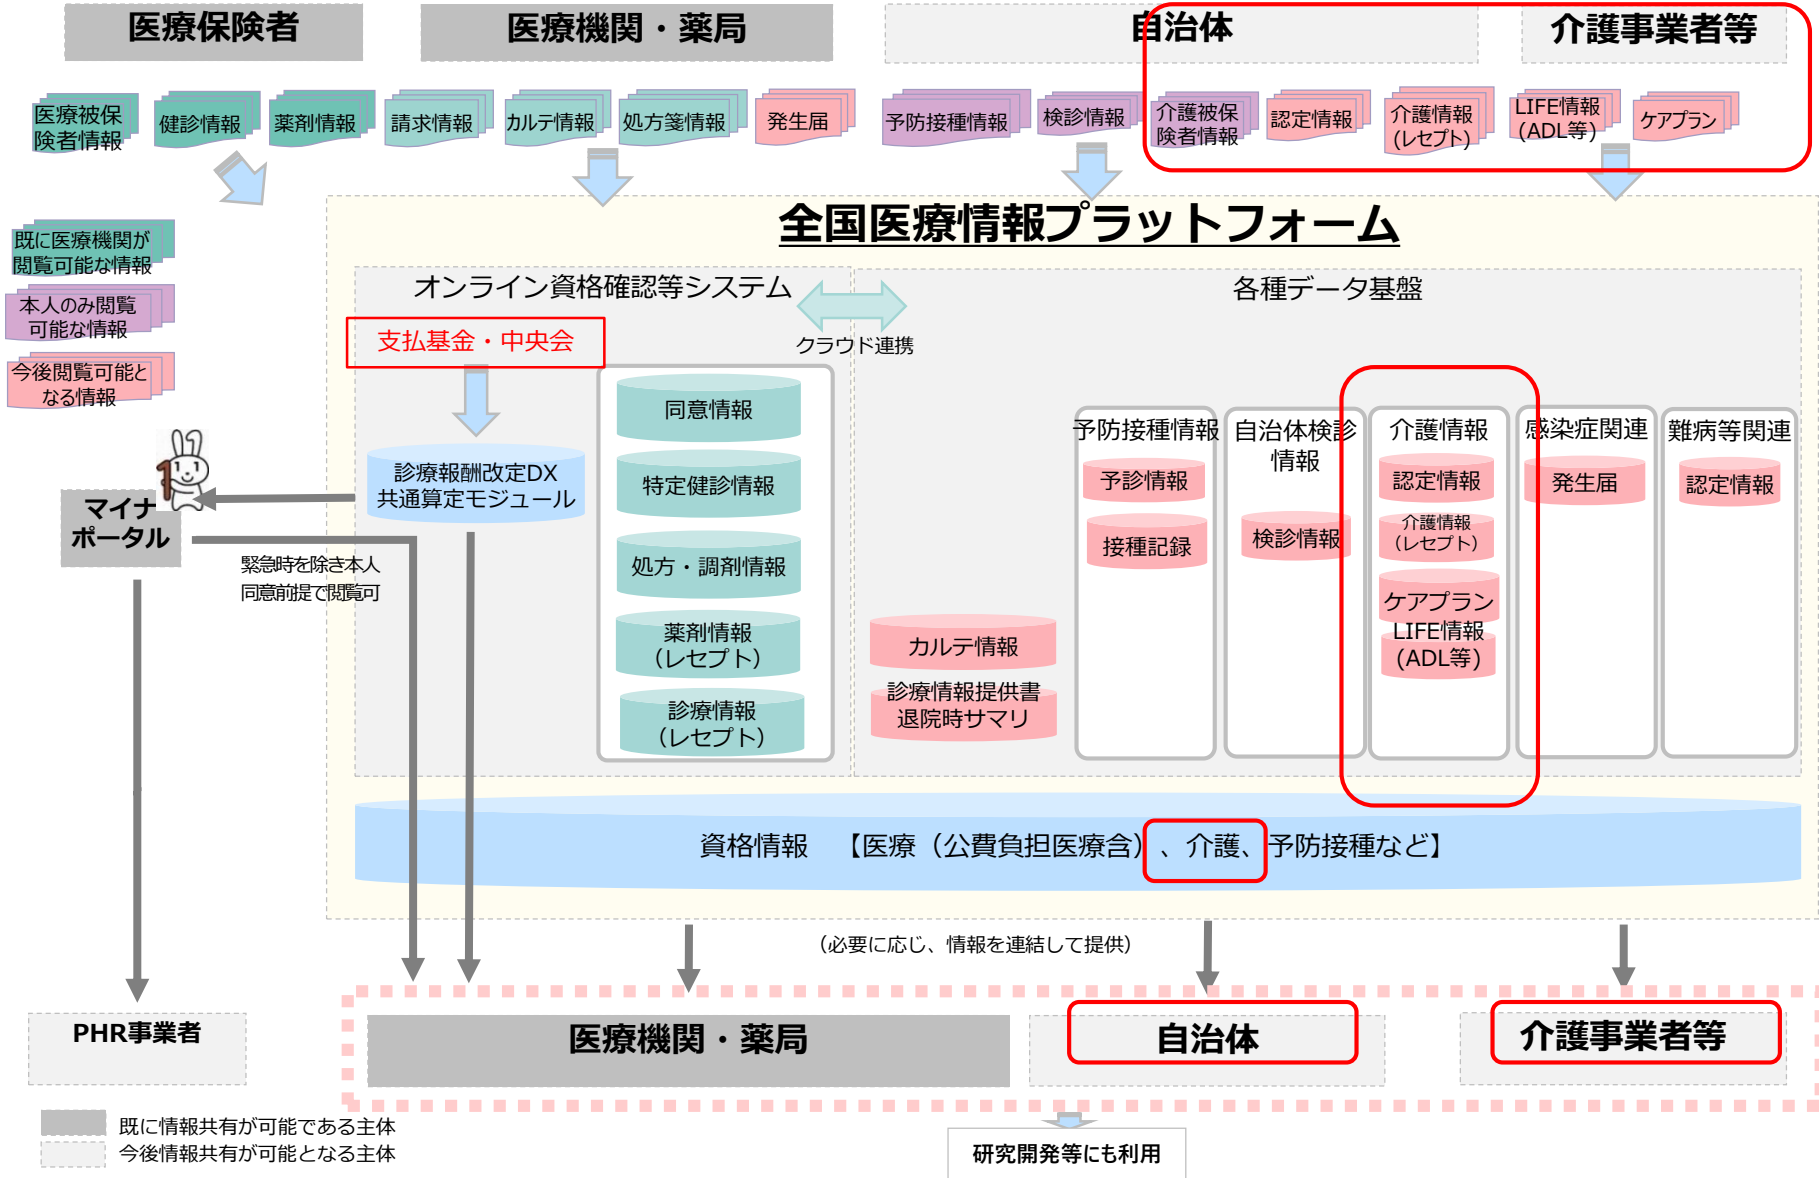 医療保険者
医療機関・薬局
自治体
介護事業者等
医療被保
険者情報
健診情報
薬剤情報
請求情報
カルテ情報
処方箋情報
発生届
予防接種情報
検診情報
介護被保
険者情報
認定情報
介護情報
(レセプト)
LIFE情報
(ADL等)
ケアプラン
既に医療機関が
閲覧可能な情報
本人のみ閲覧
可能な情報
今後閲覧可能と
なる情報
全国医療情報プラットフォーム
オンライン資格確認等システム
各種データ基盤
クラウド連携
支払基金・中央会
診療報酬改定DX
共通算定モジュール
同意情報
特定健診情報
処方・調剤情報
薬剤情報
(レセプト)
診療情報
(レセプト)
カルテ情報
診療情報提供書
退院時サマリ
予防接種情報
予診情報
接種記録
自治体検診
情報
検診情報
介護情報
認定情報
介護情報
(レセプト)
ケアプラン
LIFE情報
(ADL等)
感染症関連
発生届
難病等関連
認定情報
マイナ
ポータル
1
緊急時を除き本人
同意前提で閲覧可
資格情報 【医療（公費負担医療含）、介護、予防接種など】
（必要に応じ、情報を連結して提供）
PHR事業者
医療機関・薬局
自治体
介護事業者等
既に情報共有が可能である主体
今後情報共有が可能となる主体
研究開発等にも利用